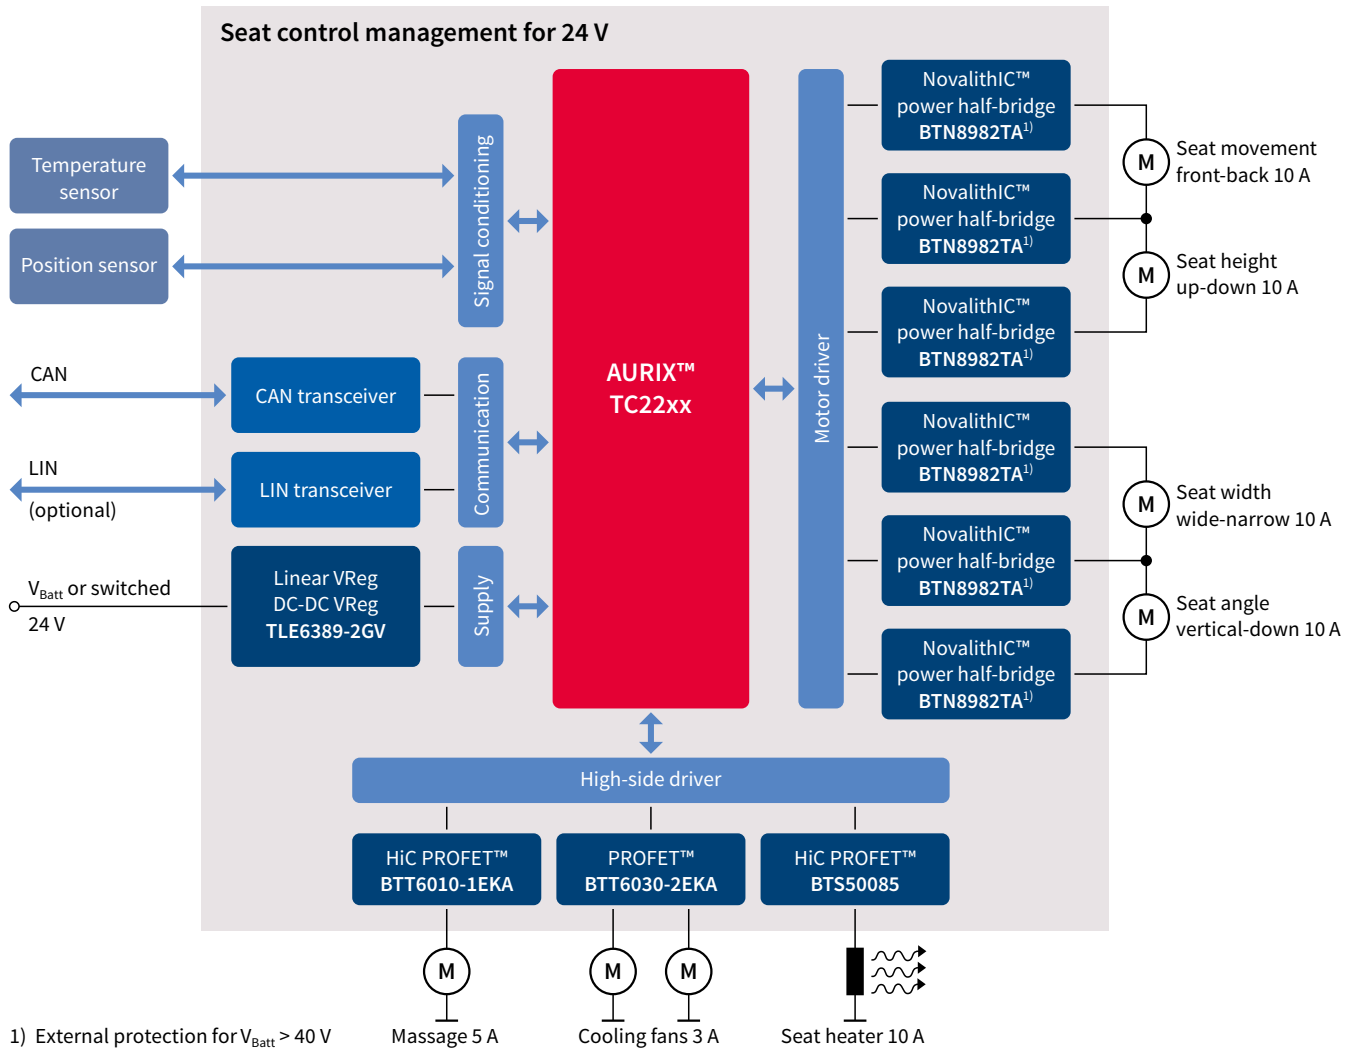 Seat control management for 24 V
Temperature
sensor
Position sensor
Signal conditioning
CAN
CAN transceiver
LIN
(optional)
LIN transceiver
Communication
V_Batt or switched
24 V
Linear VReg
DC-DC VReg
TLE6389-2GV
Supply
AURIX™
TC22xx
Motor driver
NovalithIC™
power half-bridge
BTN8982TA¹⁾
NovalithIC™
power half-bridge
BTN8982TA¹⁾
NovalithIC™
power half-bridge
BTN8982TA¹⁾
NovalithIC™
power half-bridge
BTN8982TA¹⁾
NovalithIC™
power half-bridge
BTN8982TA¹⁾
NovalithIC™
power half-bridge
BTN8982TA¹⁾
M
Seat movement
front-back 10 A
M
Seat height
up-down 10 A
M
Seat width
wide-narrow 10 A
M
Seat angle
vertical-down 10 A
High-side driver
HiC PROFET™
BTT6010-1EKA
PROFET™
BTT6030-2EKA
HiC PROFET™
BTS50085
M
M
M
Massage 5 A
Cooling fans 3 A
Seat heater 10 A
1) External protection for V_Batt > 40 V